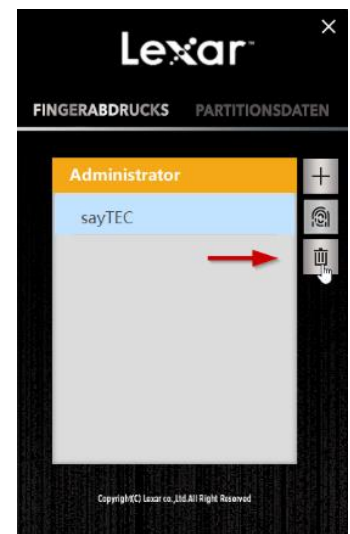 Lexar
FINGERABDRUCKS PARTITIONSDATEN
Administrator
sayTEC
Copyright(C) Lexar co.,Ltd.All Right Reserved